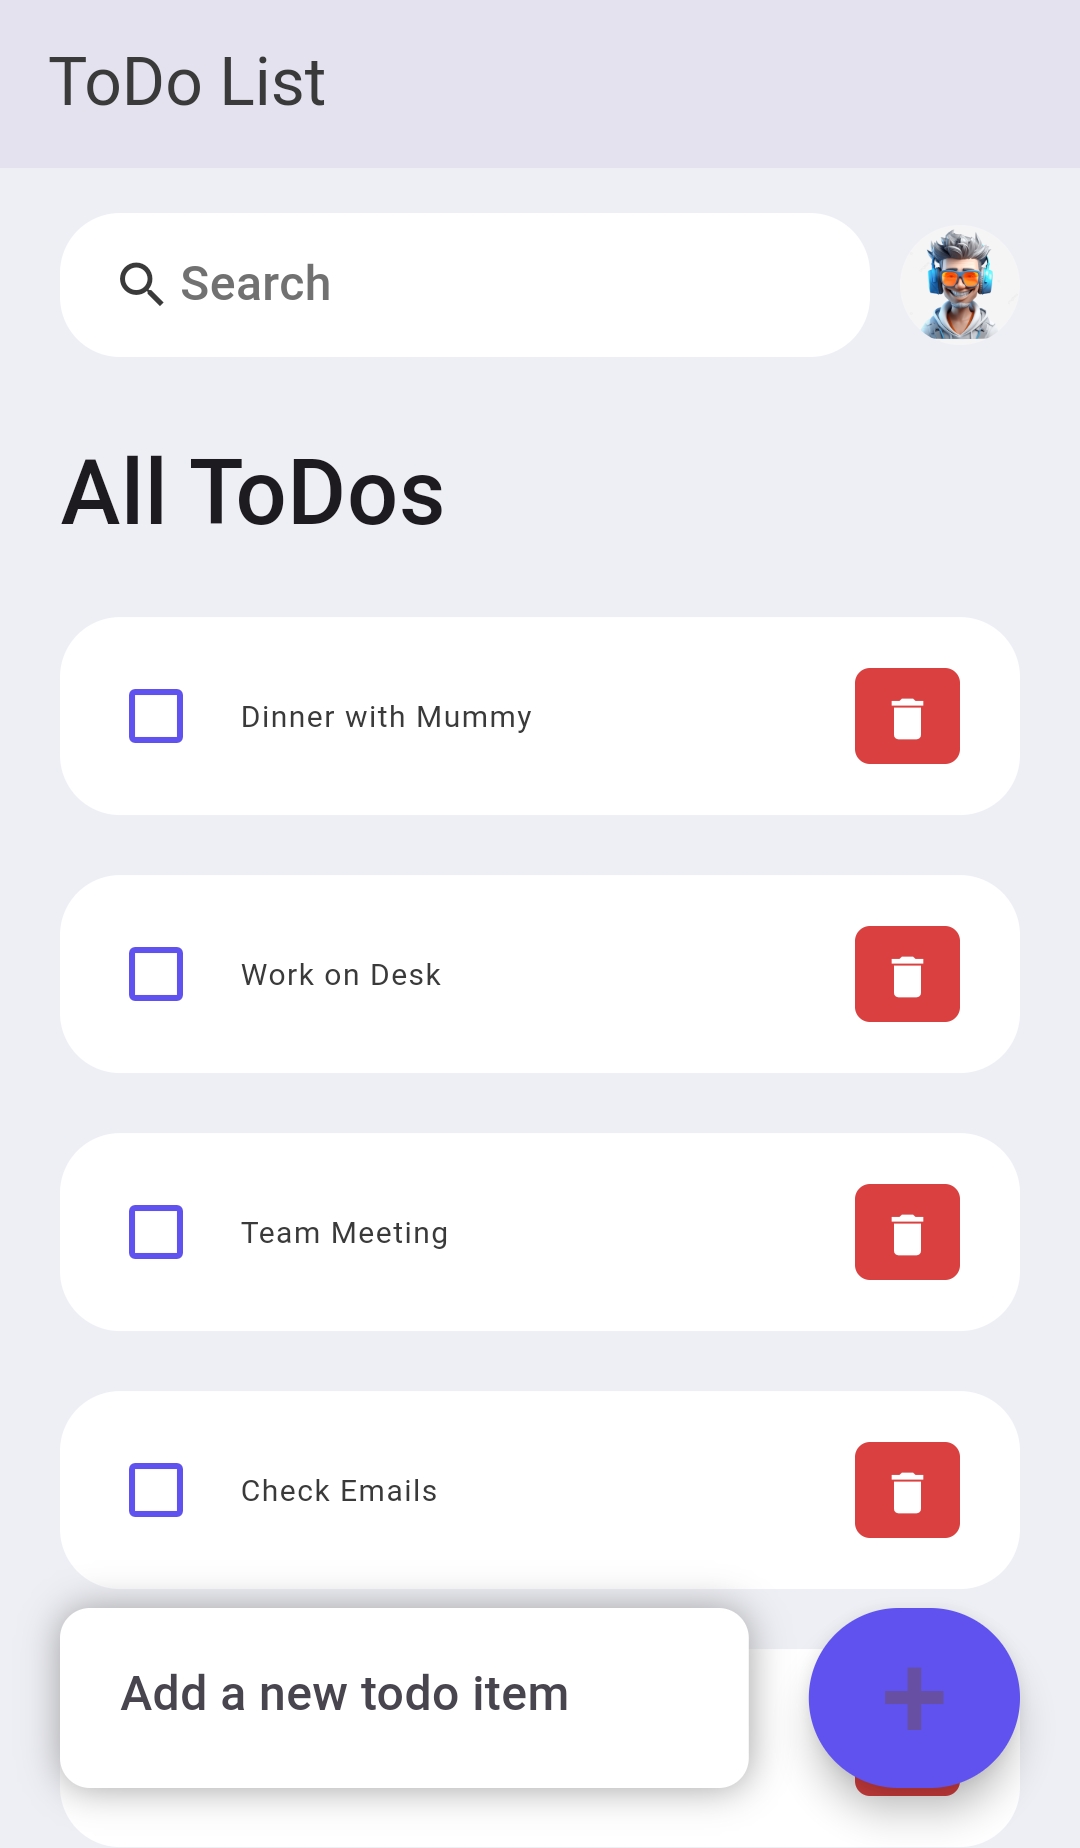 ToDo List
Search
All ToDos
Dinner with Mummy
Work on Desk
Team Meeting
Check Emails
Add a new todo item
+